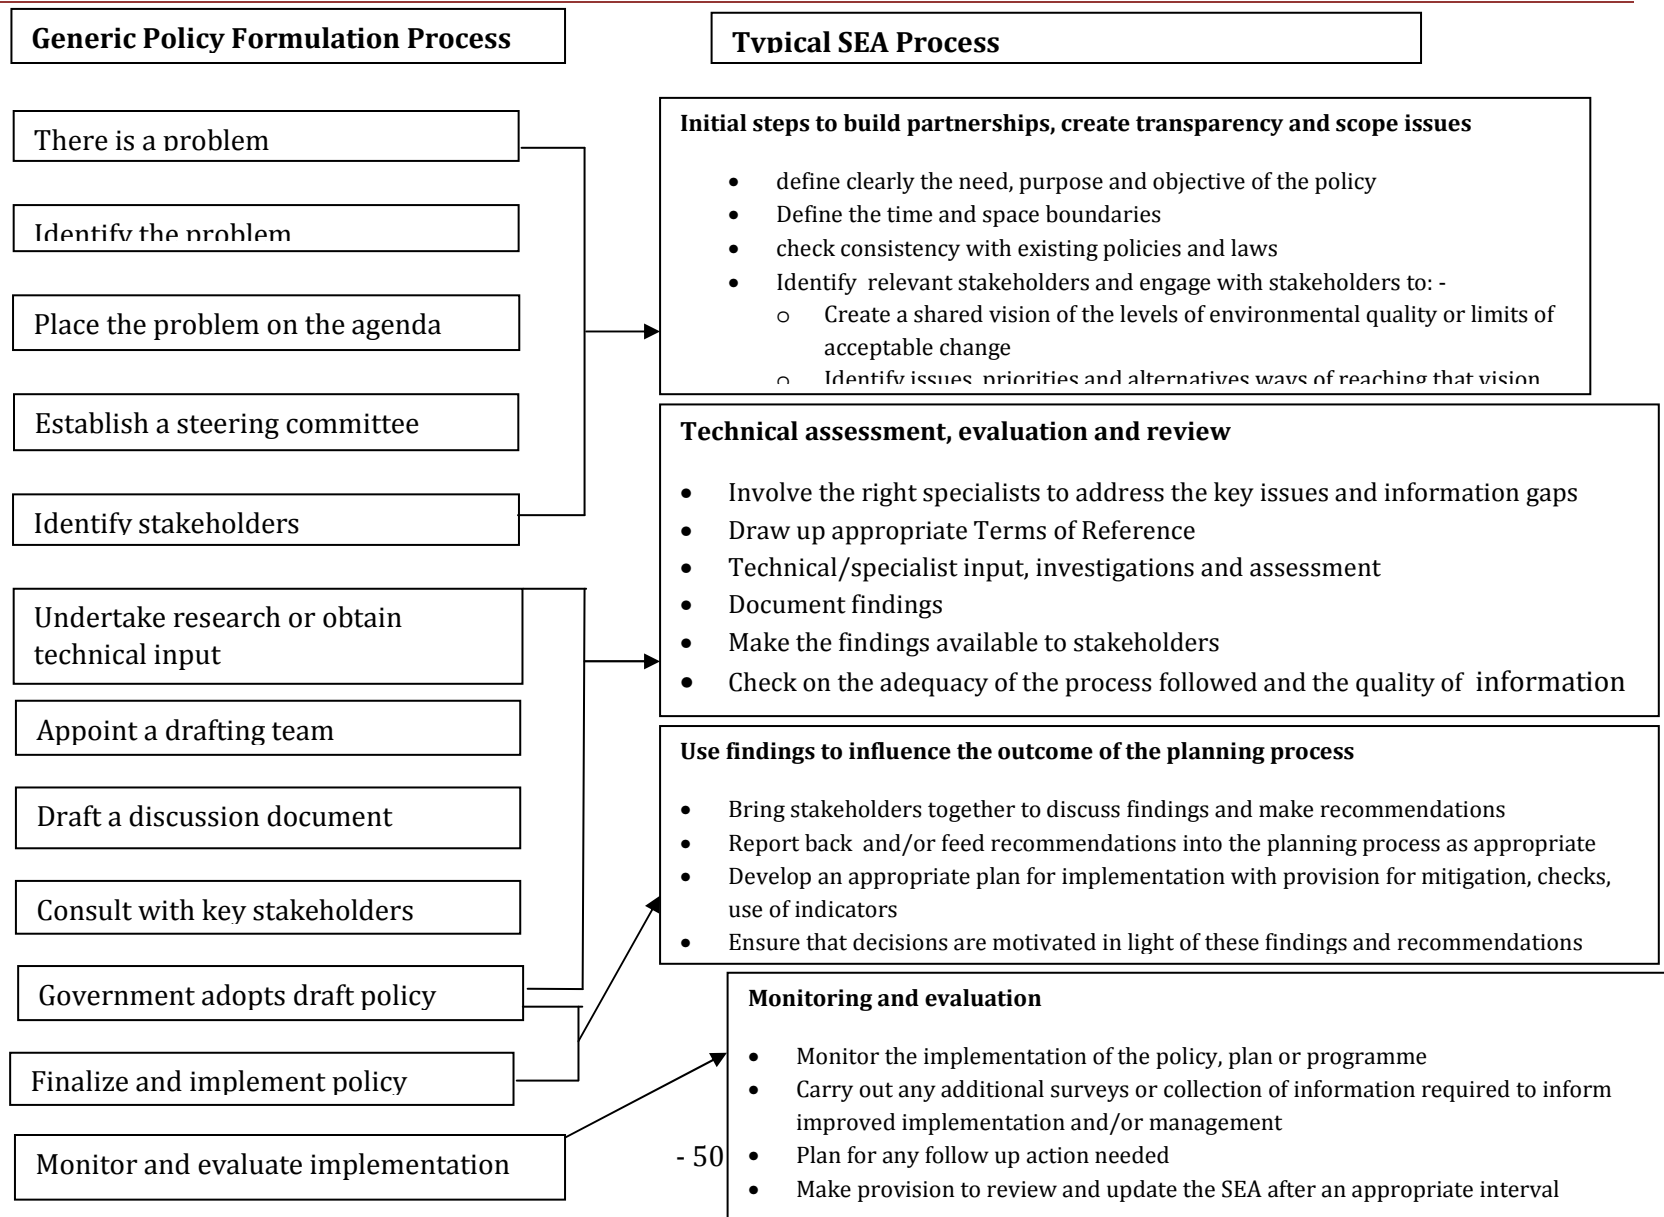 Generic Policy Formulation Process
Typical SEA Process
There is a problem
Identify the problem
Place the problem on the agenda
Establish a steering committee
Identify stakeholders
Undertake research or obtain
technical input
Appoint a drafting team
Draft a discussion document
Consult with key stakeholders
Government adopts draft policy
Finalize and implement policy
Monitor and evaluate implementation
Initial steps to build partnerships, create transparency and scope issues
• define clearly the need, purpose and objective of the policy
• Define the time and space boundaries
• check consistency with existing policies and laws
• Identify relevant stakeholders and engage with stakeholders to: -
o Create a shared vision of the levels of environmental quality or limits of
acceptable change
o Identify issues, priorities and alternatives ways of reaching that vision
Technical assessment, evaluation and review
• Involve the right specialists to address the key issues and information gaps
• Draw up appropriate Terms of Reference
• Technical/specialist input, investigations and assessment
• Document findings
• Make the findings available to stakeholders
• Check on the adequacy of the process followed and the quality of information
Use findings to influence the outcome of the planning process
• Bring stakeholders together to discuss findings and make recommendations
• Report back and/or feed recommendations into the planning process as appropriate
• Develop an appropriate plan for implementation with provision for mitigation, checks,
use of indicators
• Ensure that decisions are motivated in light of these findings and recommendations
Monitoring and evaluation
• Monitor the implementation of the policy, plan or programme
• Carry out any additional surveys or collection of information required to inform
improved implementation and/or management
• Plan for any follow up action needed
• Make provision to review and update the SEA after an appropriate interval
- 50